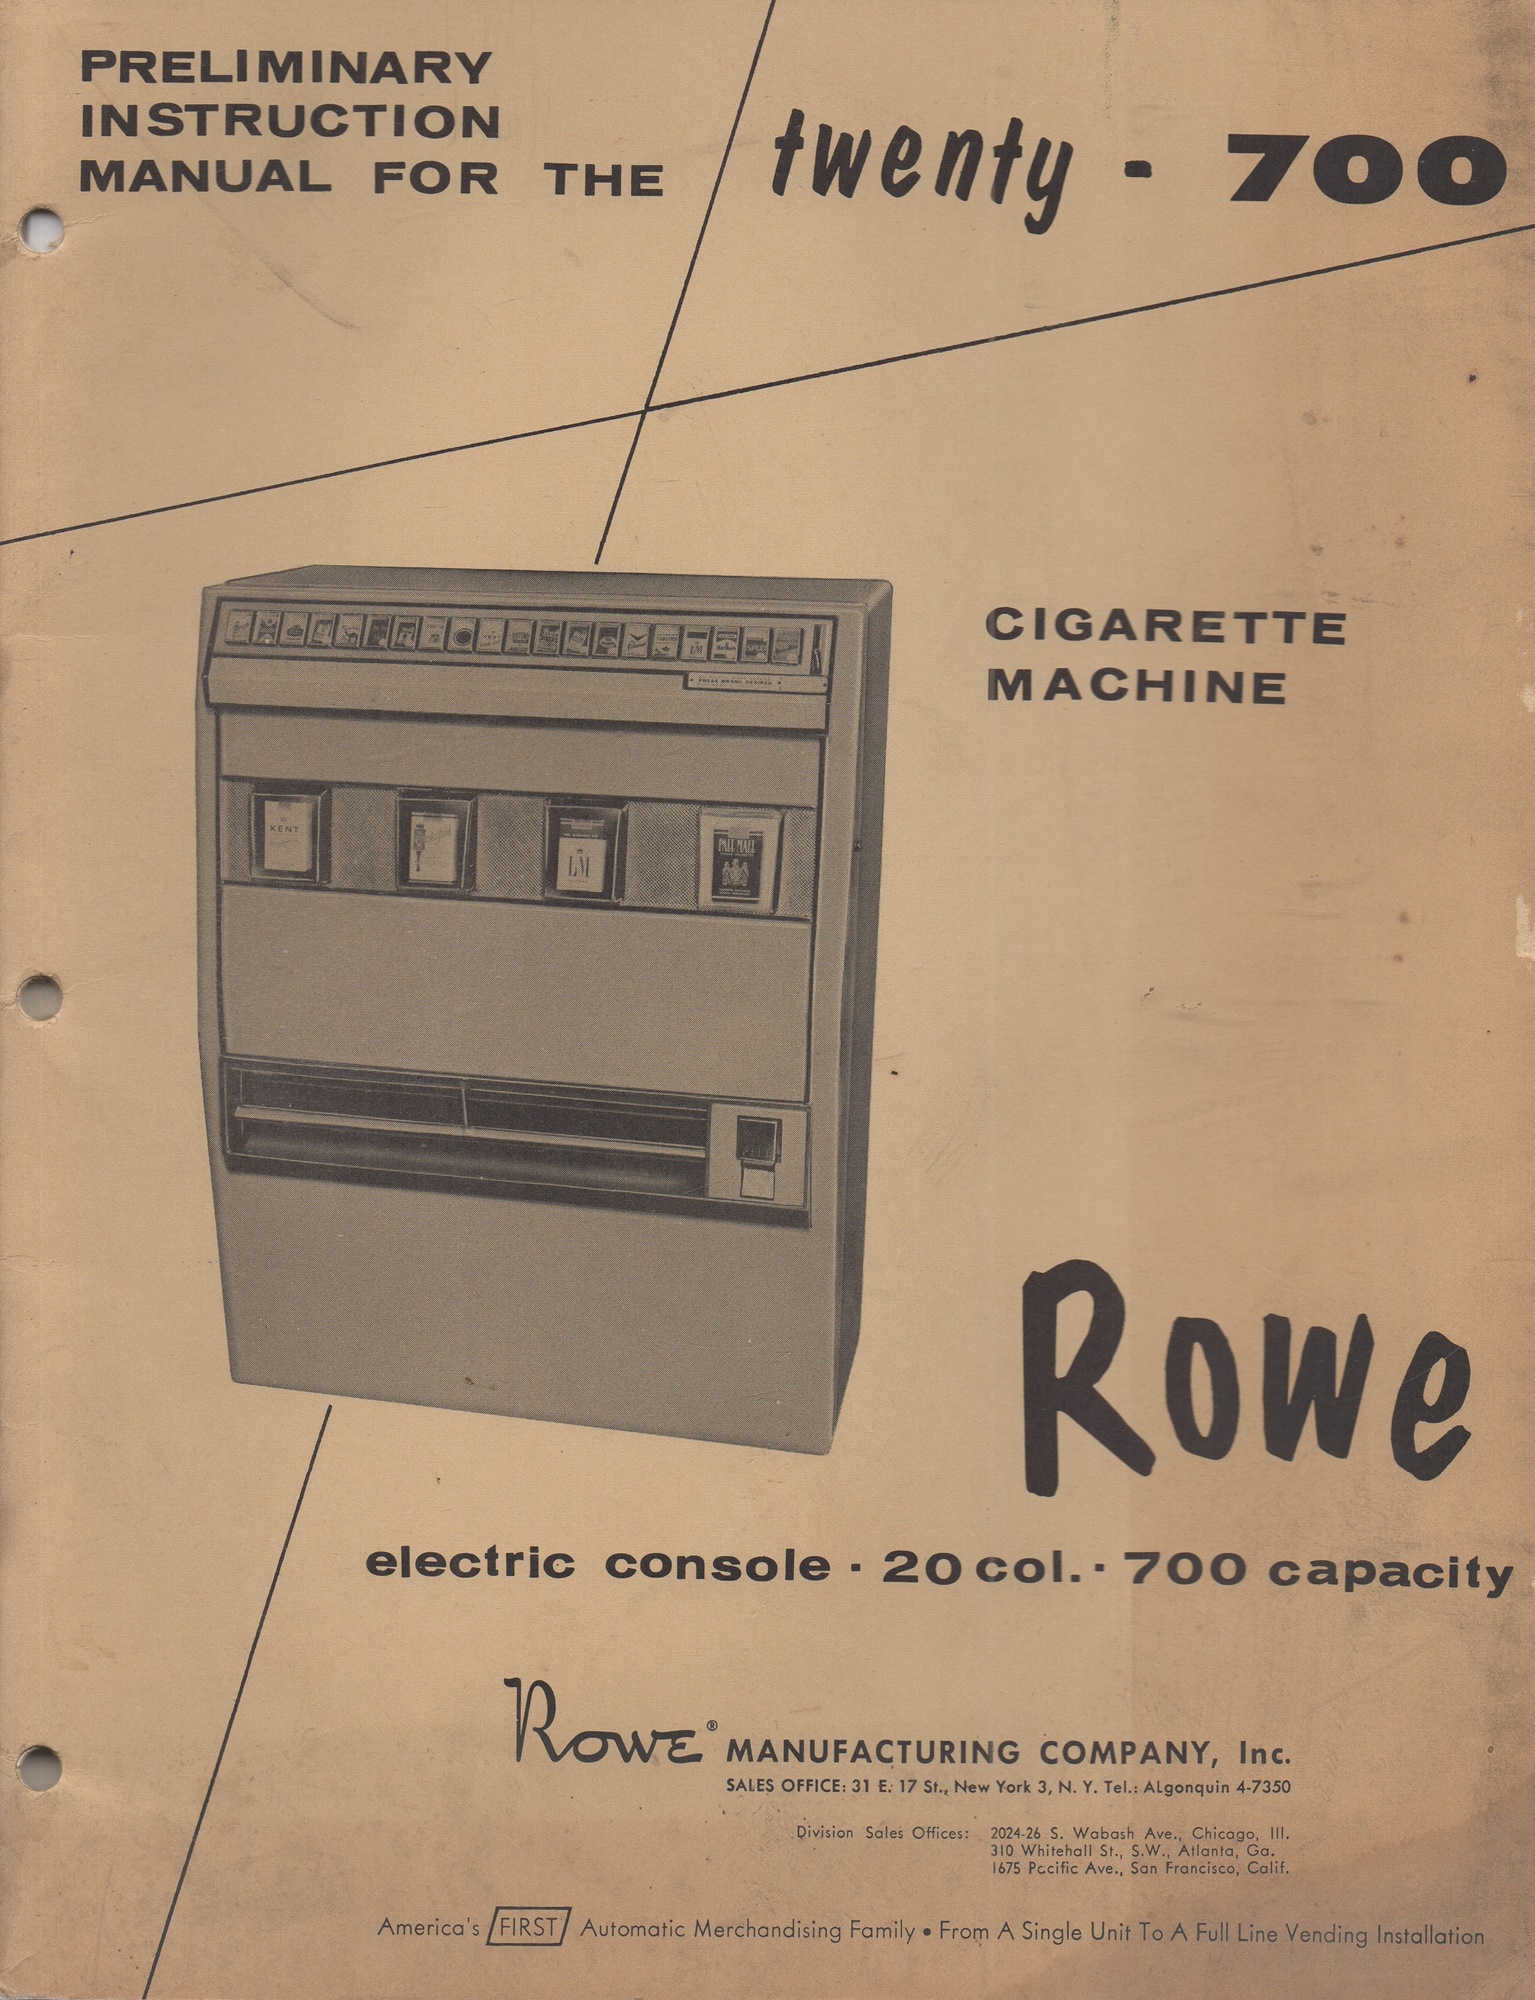 PRELIMINARY
INSTRUCTION
MANUAL FOR THE
twenty - 700
CIGARETTE
MACHINE
PRESS BRAND DESIRED
KENT
L&M
PALL MALL
Rowe
electric console · 20 col. · 700 capacity
Rowe® MANUFACTURING COMPANY, Inc.
SALES OFFICE: 31 E. 17 St., New York 3, N. Y. Tel.: ALgonquin 4-7350
Division Sales Offices: 2024-26 S. Wabash Ave., Chicago, Ill.
310 Whitehall St., S.W., Atlanta, Ga.
1675 Pacific Ave., San Francisco, Calif.
America's FIRST Automatic Merchandising Family • From A Single Unit To A Full Line Vending Installation